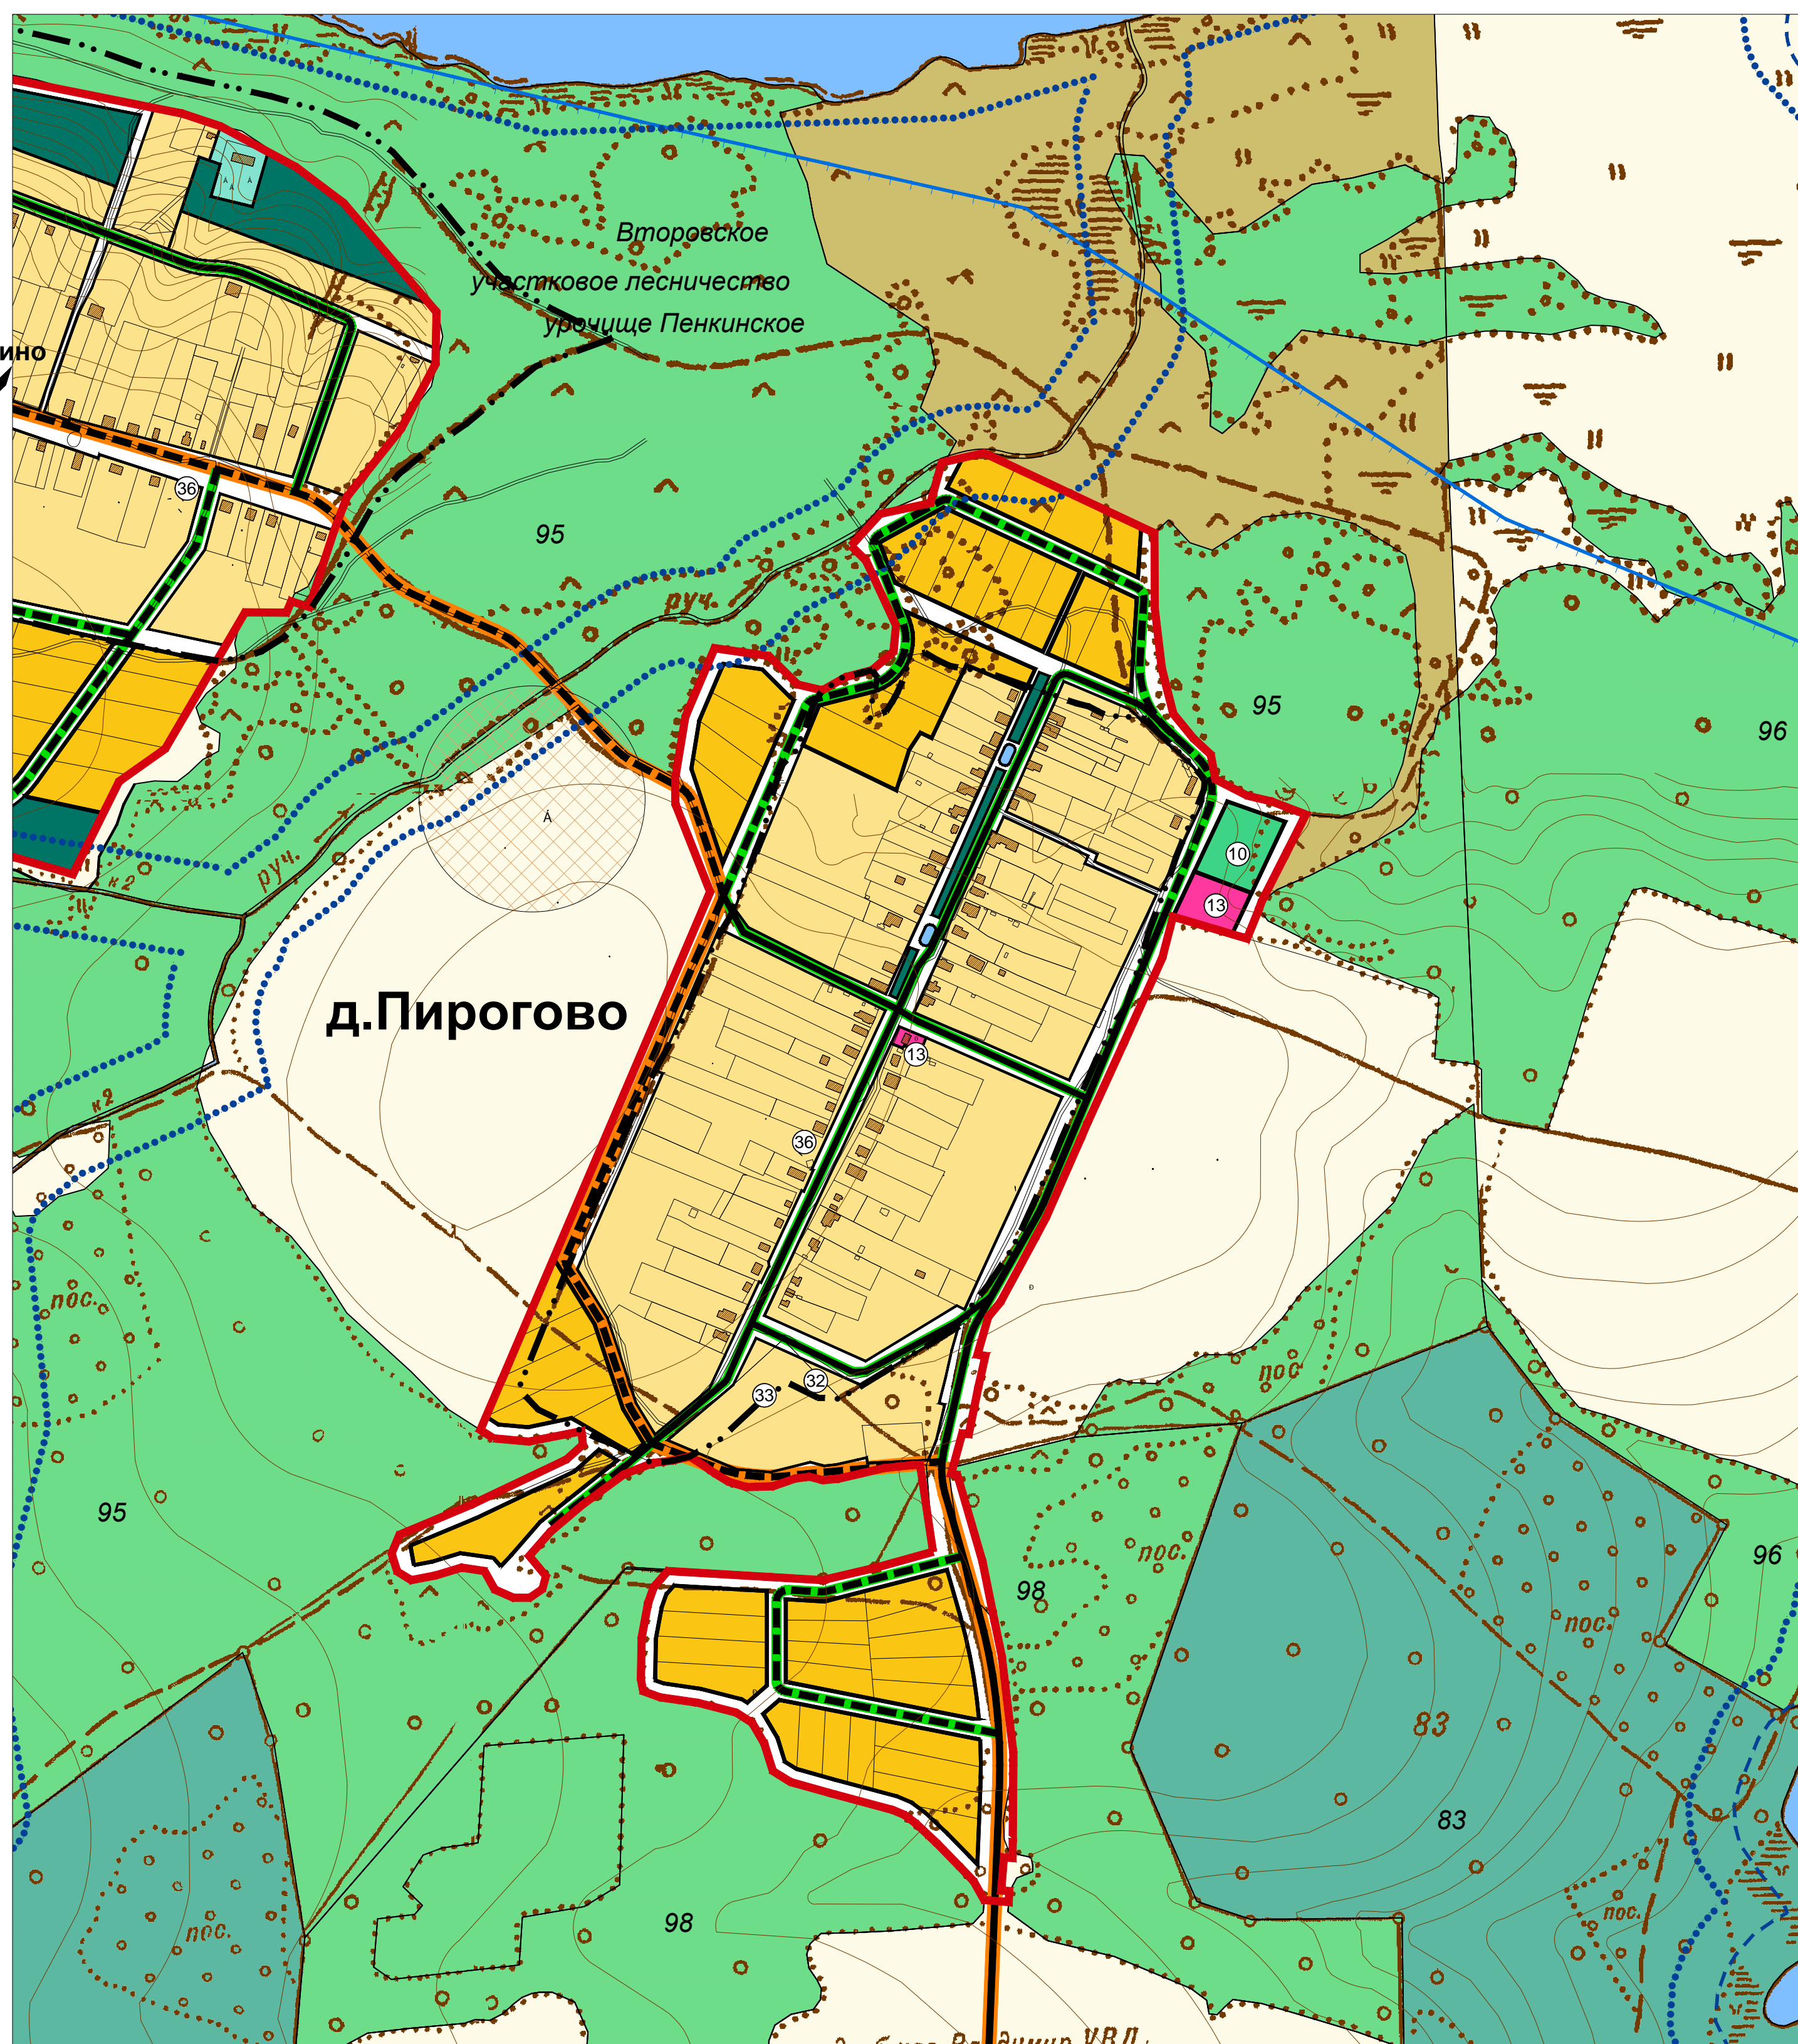 Второвское
участковое лесничество
урочище Пенкинское
ино
36
95
руч.
95
96
10
13
руч.
к2
д.Пирогово
13
к2
36
пос.
32
33
пос
95
98
пос.
96
пос.
83
83
98
пос.
пос.